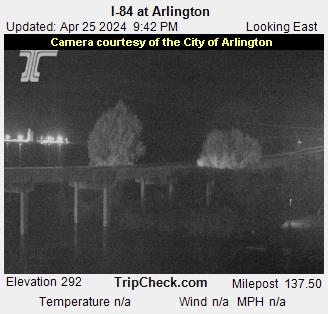 I-84 at Arlington
Updated: Apr 25 2024 9:42 PM Looking East
Camera courtesy of the City of Arlington
Elevation 292 TripCheck.com Milepost 137.50
Temperature n/a Wind n/a MPH n/a